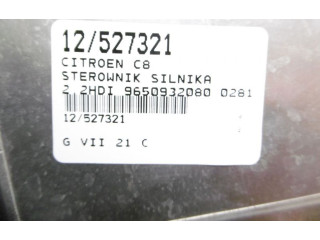 12/527321
CITROEN C8
STEROWNIK SILNIKA
2 2HDI 9650932080 0281
12/527321
G VII 21 C